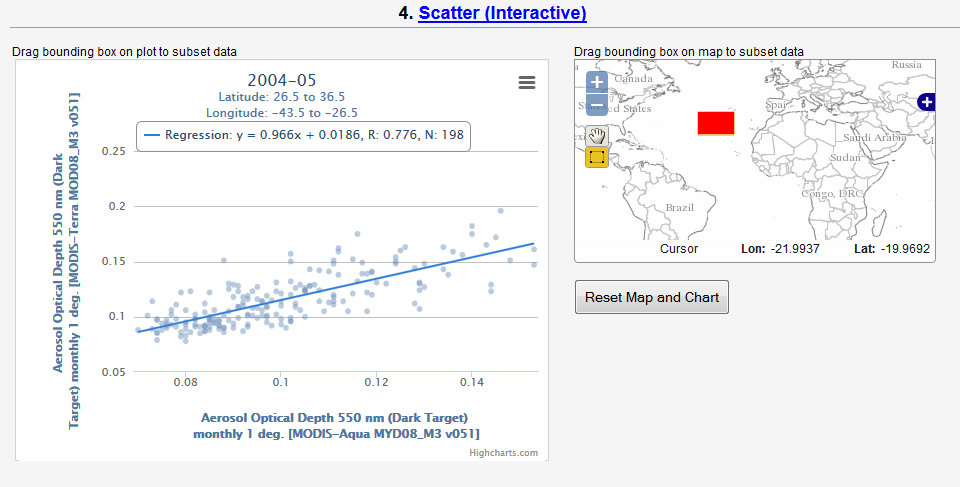 4. Scatter (Interactive)
Drag bounding box on plot to subset data
2004-05
Latitude: 26.5 to 36.5
Longitude: -43.5 to -26.5
Regression: y = 0.966x + 0.0186, R: 0.776, N: 198
Aerosol Optical Depth 550 nm (Dark
Target) monthly 1 deg. [MODIS-Terra MOD08_M3 v051]
0.25
0.2
0.15
0.1
0.05
0.08
0.1
0.12
0.14
Aerosol Optical Depth 550 nm (Dark Target)
monthly 1 deg. [MODIS-Aqua MYD08_M3 v051]
Highcharts.com
Drag bounding box on map to subset data
Russia
Canada
ed States
Spai
Saudi Arabia
Sudan
Congo, DRC
Brazil
Cursor
Lon: -21.9937
Lat: -19.9692
Reset Map and Chart